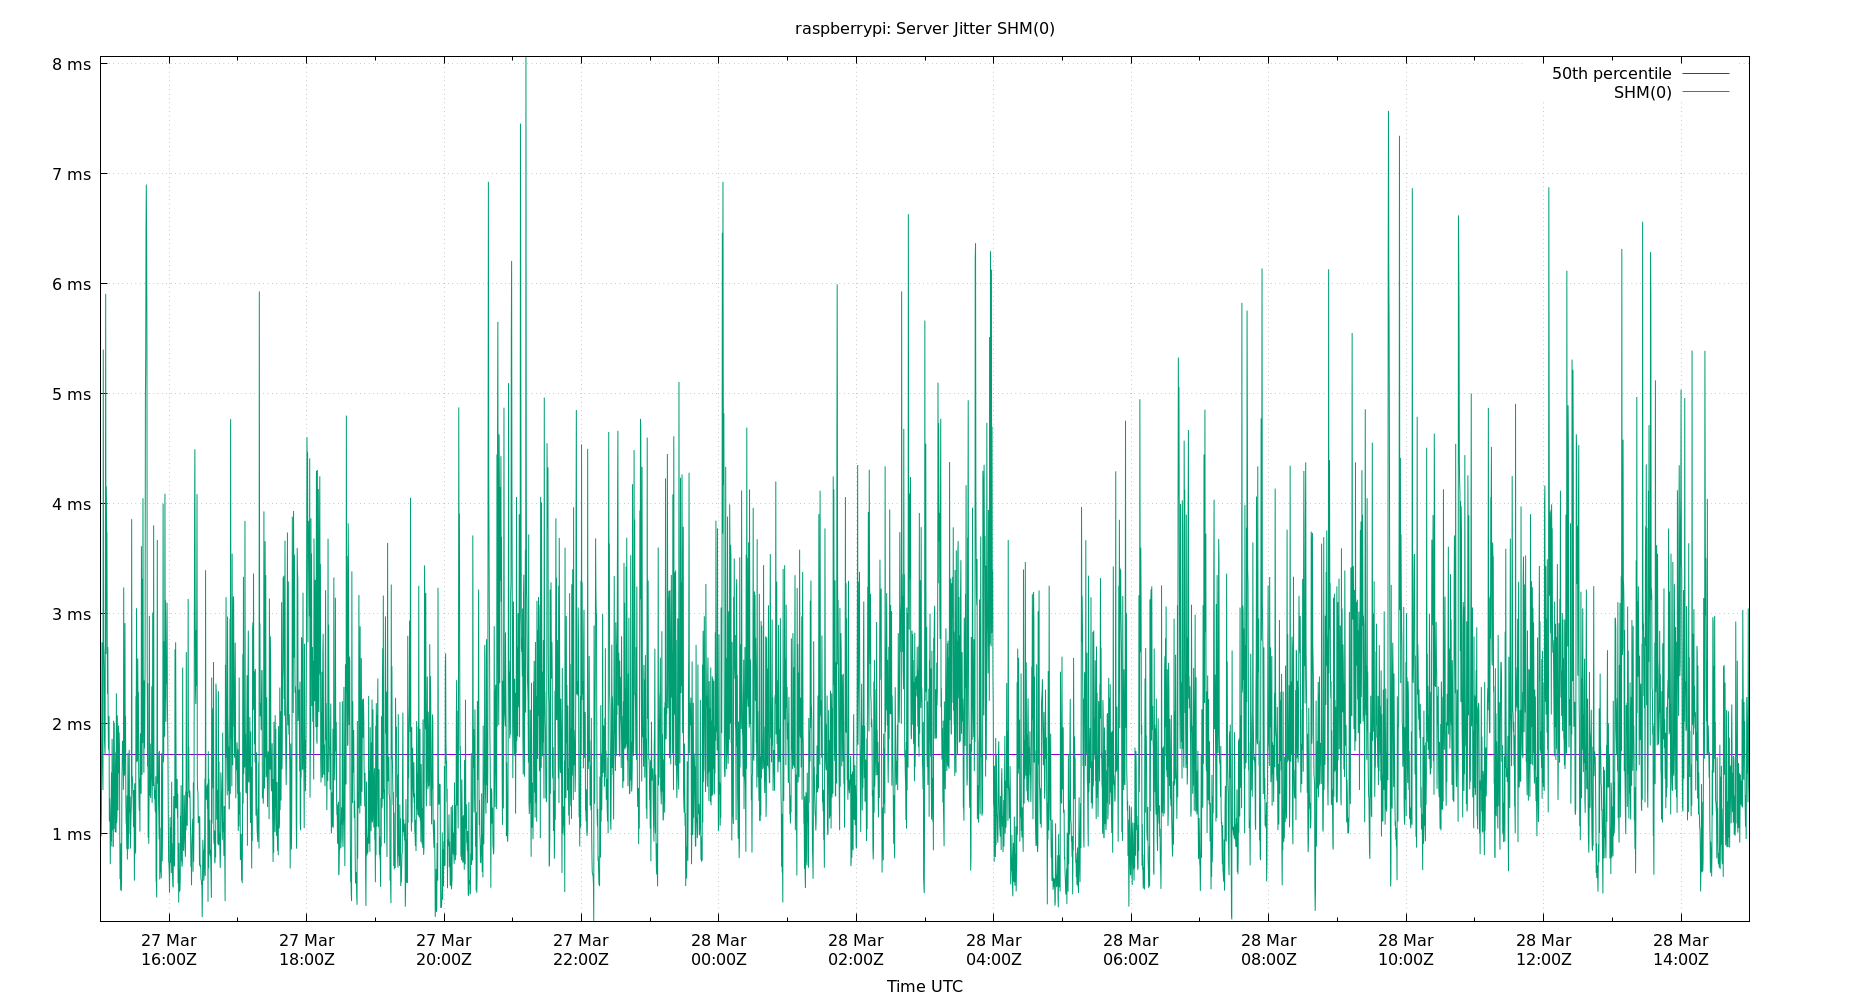 raspberrypi: Server Jitter SHM(0)
8 ms
7 ms
6 ms
5 ms
4 ms
3 ms
2 ms
1 ms
50th percentile
SHM(0)
27 Mar 27 Mar 27 Mar 27 Mar 28 Mar 28 Mar 28 Mar 28 Mar 28 Mar 28 Mar 28 Mar 28 Mar
16:00Z 18:00Z 20:00Z 22:00Z 00:00Z 02:00Z 04:00Z 06:00Z 08:00Z 10:00Z 12:00Z 14:00Z
Time UTC